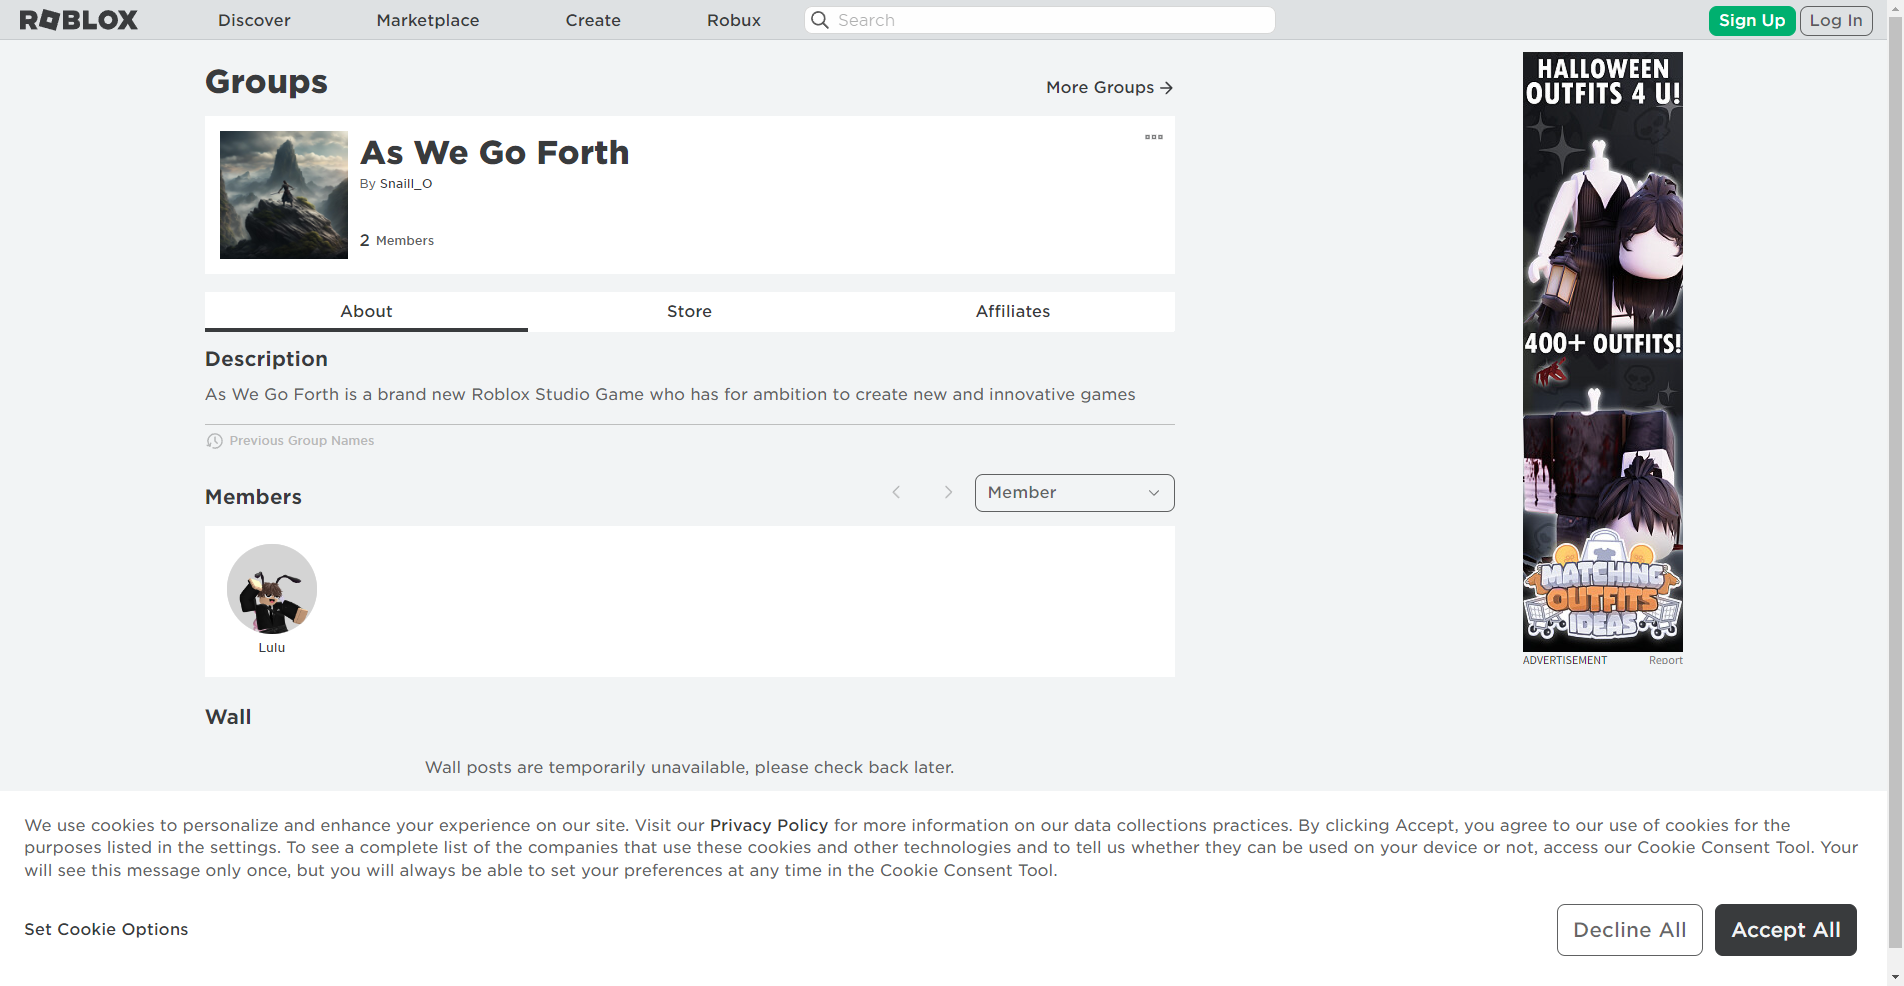 ROBLOX
Discover
Marketplace
Create
Robux
Search
Sign Up
Log In
Groups
More Groups
As We Go Forth
By Snaill_O
2 Members
About
Store
Affiliates
Description
As We Go Forth is a brand new Roblox Studio Game who has for ambition to create new and innovative games
Previous Group Names
Members
Member
Lulu
Wall
Wall posts are temporarily unavailable, please check back later.
HALLOWEEN
OUTFITS 4 U!
400+ OUTFITS!
MATCHING
OUTFITS
IDEAS
ADVERTISEMENT
Report
We use cookies to personalize and enhance your experience on our site. Visit our Privacy Policy for more information on our data collections practices. By clicking Accept, you agree to our use of cookies for the
purposes listed in the settings. To see a complete list of the companies that use these cookies and other technologies and to tell us whether they can be used on your device or not, access our Cookie Consent Tool. Your
will see this message only once, but you will always be able to set your preferences at any time in the Cookie Consent Tool.
Set Cookie Options
Decline All
Accept All